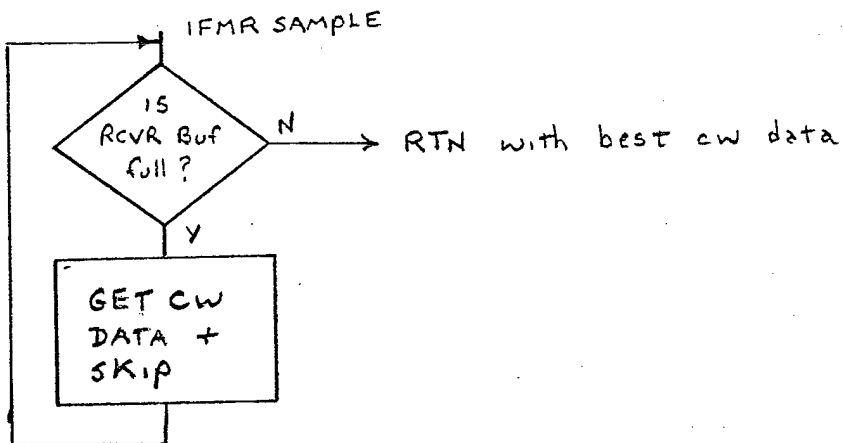 IFMR SAMPLE
IS
RCVR Buf
full?
N
RTN with best cw data
Y
GET CW
DATA +
SKIP